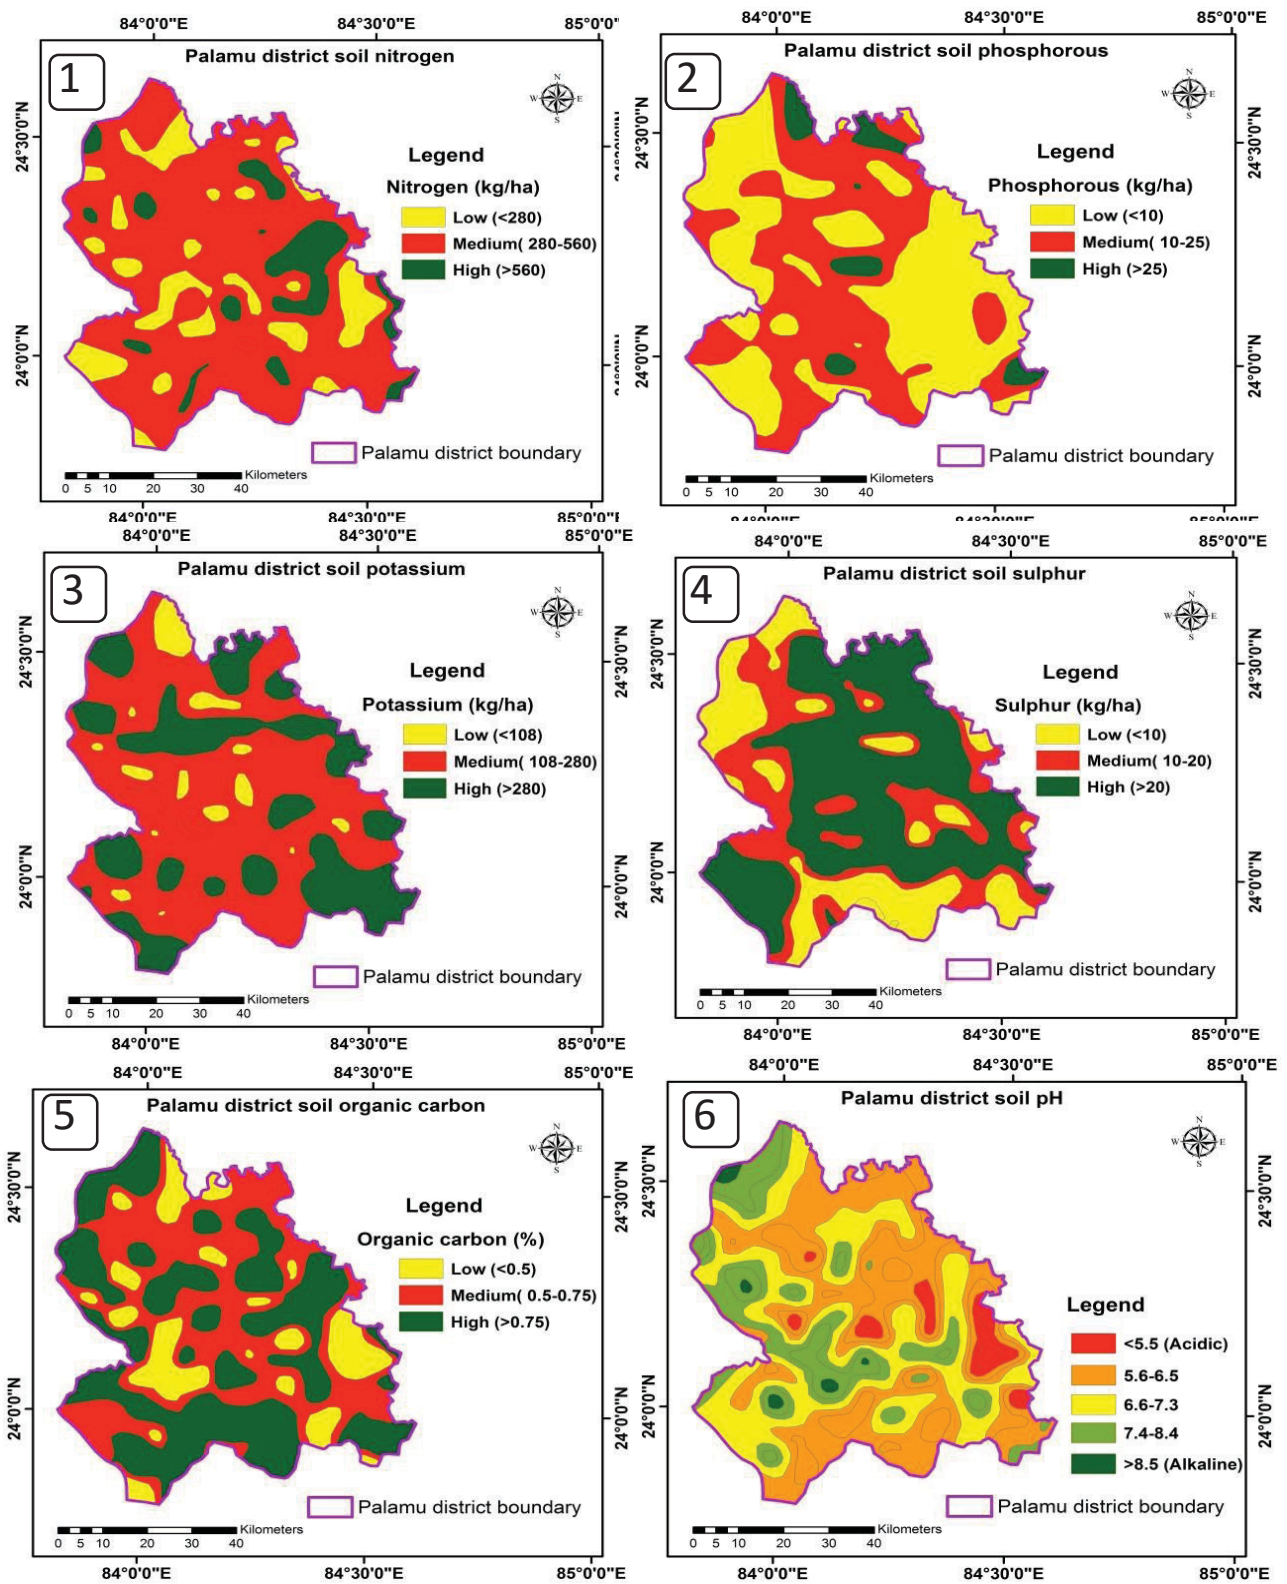 84°0'0"E 84°30'0"E 85°0'0"
1
Palamu district soil nitrogen
N
W E
S
24°30'0"N
24°0'0"N
Legend
Nitrogen (kg/ha)
Low (<280)
Medium( 280-560)
High (>560)
Palamu district boundary
Kilometers
0 5 10 20 30 40
84°0'0"E 84°30'0"E 85°0'0"
84°0'0"E 84°30'0"E 85°0'0"E
2
Palamu district soil phosphorous
N
W E
S
24°30'0"N
24°0'0"N
24°30'0"N
24°0'0"N
Legend
Phosphorous (kg/ha)
Low (<10)
Medium( 10-25)
High (>25)
Palamu district boundary
Kilometers
0 5 10 20 30 40
84°0'0"E 84°30'0"E 85°0'0"E
84°0'0"E 84°30'0"E 85°0'0"E
3
Palamu district soil potassium
N
W E
S
24°30'0"N
24°0'0"N
24°30'0"N
24°0'0"N
Legend
Potassium (kg/ha)
Low (<108)
Medium( 108-280)
High (>280)
Palamu district boundary
Kilometers
0 5 10 20 30 40
84°0'0"E 84°30'0"E 85°0'0"E
84°0'0"E 84°30'0"E 85°0'0"E
4
Palamu district soil sulphur
N
W E
S
24°30'0"N
24°0'0"N
24°30'0"N
24°0'0"N
Legend
Sulphur (kg/ha)
Low (<10)
Medium( 10-20)
High (>20)
Palamu district boundary
Kilometers
0 5 10 20 30 40
84°0'0"E 84°30'0"E 85°0'0"E
84°0'0"E 84°30'0"E 85°0'0"E
5
Palamu district soil organic carbon
N
W E
S
24°30'0"N
24°0'0"N
24°30'0"N
24°0'0"N
Legend
Organic carbon (%)
Low (<0.5)
Medium( 0.5-0.75)
High (>0.75)
Palamu district boundary
Kilometers
0 5 10 20 30 40
84°0'0"E 84°30'0"E 85°0'0"E
84°0'0"E 84°30'0"E 85°0'0"E
6
Palamu district soil pH
N
W E
S
24°30'0"N
24°0'0"N
24°30'0"N
24°0'0"N
Legend
<5.5 (Acidic)
5.6-6.5
6.6-7.3
7.4-8.4
>8.5 (Alkaline)
Palamu district boundary
Kilometers
0 5 10 20 30 40
84°0'0"E 84°30'0"E 85°0'0"E